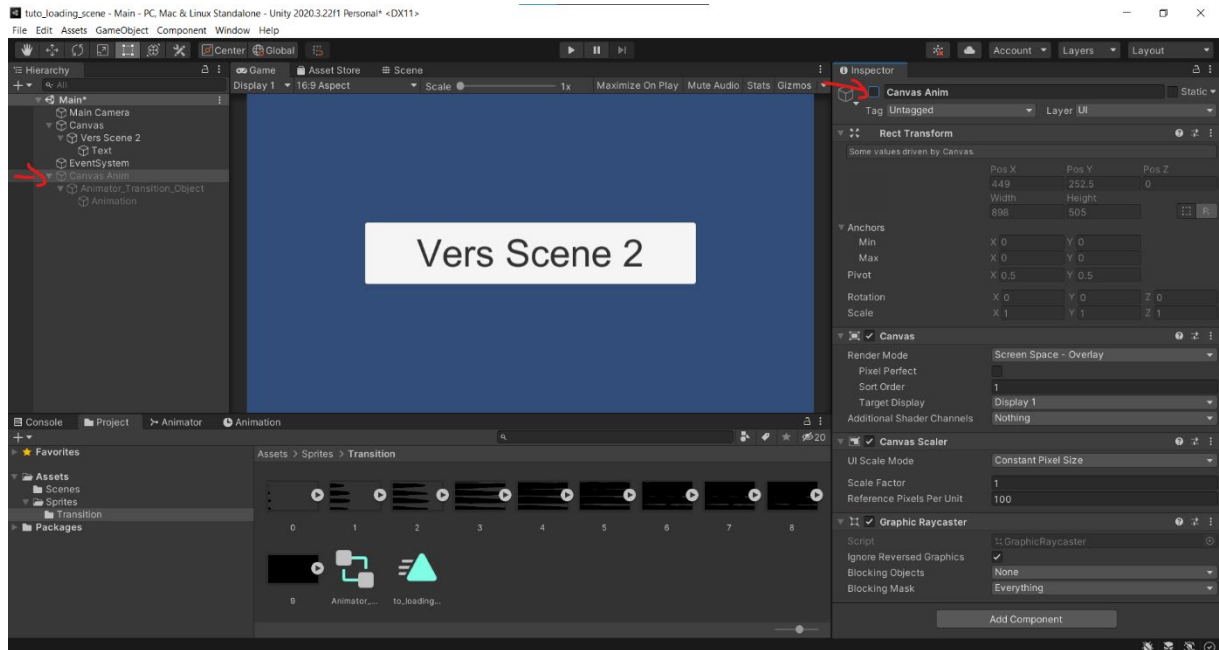 tuto_loading_scene - Main - PC, Mac & Linux Standalone - Unity 2020.3.22f1 Personal* <DX11>
File Edit Assets GameObject Component Window Help
Center Global Account Layers Layout
Hierarchy
All
Main*
Main Camera
Canvas
Vers Scene 2
Text
EventSystem
Canvas Anim
Animator_Transition_Object
Animation
Game Asset Store Scene
Display 1 16:9 Aspect Scale 1x Maximize On Play Mute Audio Stats Gizmos
Vers Scene 2
Inspector
Canvas Anim Static
Tag Untagged Layer UI
Rect Transform
Some values driven by Canvas.
Pos X Pos Y Pos Z
449 252.5 0
Width Height
898 505 R
Anchors
Min X 0 Y 0
Max X 0 Y 0
Pivot X 0.5 Y 0.5
Rotation X 0 Y 0 Z 0
Scale X 1 Y 1 Z 1
Canvas
Render Mode Screen Space - Overlay
Pixel Perfect
Sort Order 1
Target Display Display 1
Additional Shader Channels Nothing
Canvas Scaler
UI Scale Mode Constant Pixel Size
Scale Factor 1
Reference Pixels Per Unit 100
Graphic Raycaster
Script GraphicRaycaster
Ignore Reversed Graphics
Blocking Objects None
Blocking Mask Everything
Add Component
Console Project Animator Animation
20
Favorites
Assets
Scenes
Sprites
Transition
Packages
Assets > Sprites > Transition
0 1 2 3 4 5 6 7 8
9 Animator_... to_loading...